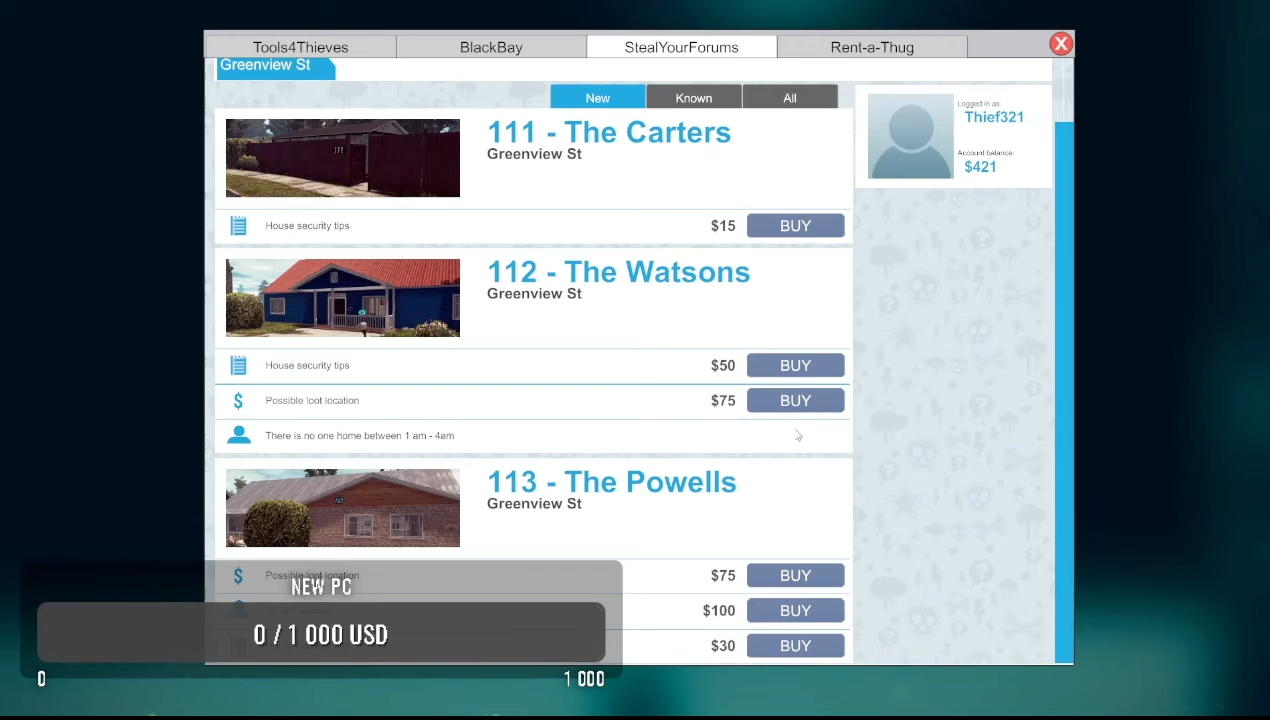 Tools4Thieves
BlackBay
StealYourForums
Rent-a-Thug
X
Greenview St
New
Known
All
Logged in as:
Thief321
Account balance:
$421
111 - The Carters
Greenview St
House security tips
$15
BUY
112 - The Watsons
Greenview St
House security tips
$50
BUY
$
Possible loot location
$75
BUY
There is no one home between 1 am - 4am
113 - The Powells
Greenview St
$
Possible loot location
$75
BUY
$100
BUY
$30
BUY
NEW PC
0 / 1 000 USD
0
1 000